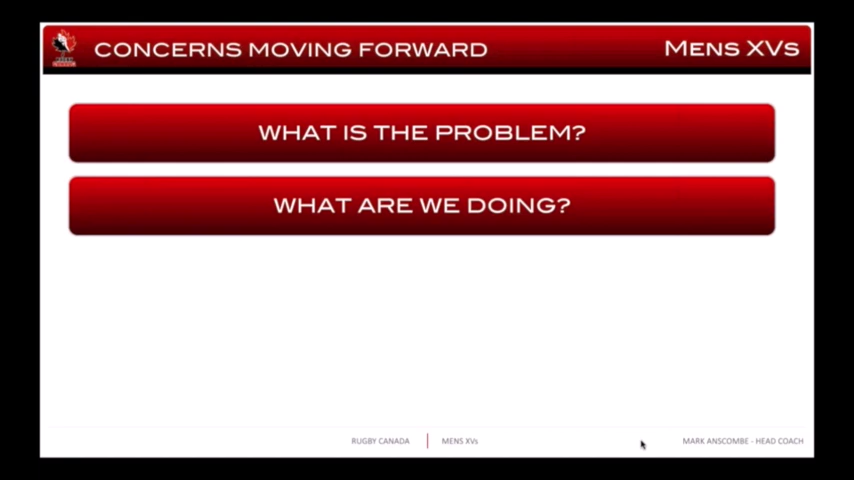 CONCERNS MOVING FORWARD
MENS XVS
WHAT IS THE PROBLEM?
WHAT ARE WE DOING?
RUGBY CANADA
MENS XVs
MARK ANSCOMBE - HEAD COACH